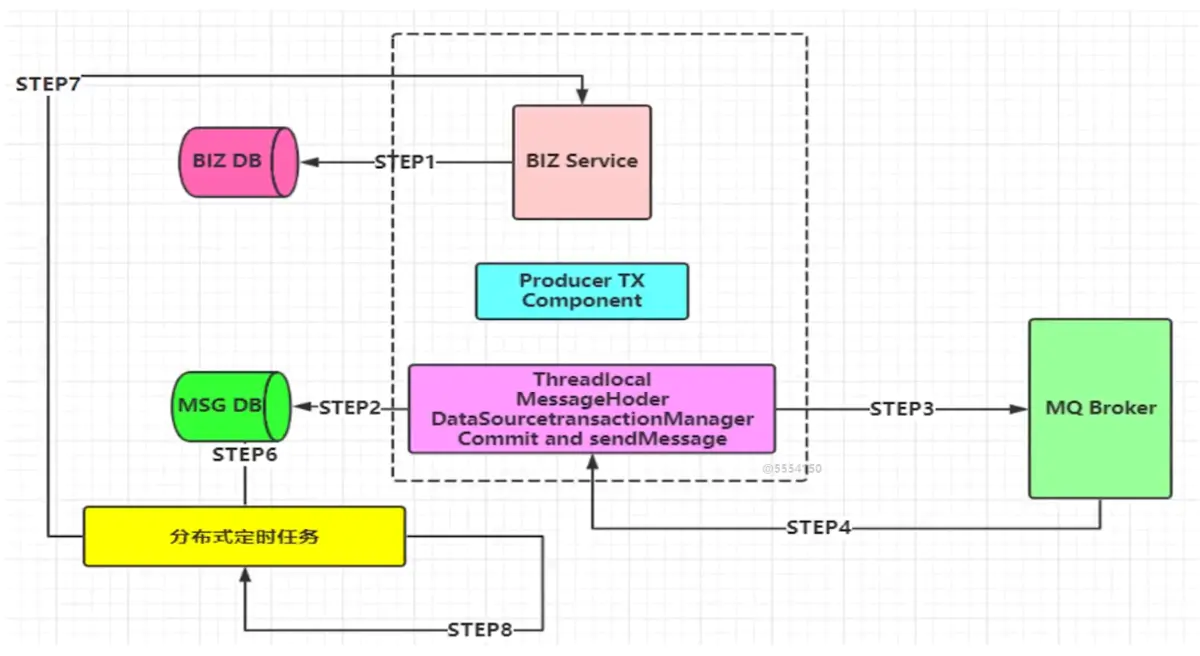 STEP7
BIZ DB
STEP1
BIZ Service
Producer TX
Component
MSG DB
STEP2
Threadlocal
MessageHoder
DataSourcetransactionManager
Commit and sendMessage
STEP3
MQ Broker
STEP6
STEP4
分布式定时任务
STEP8